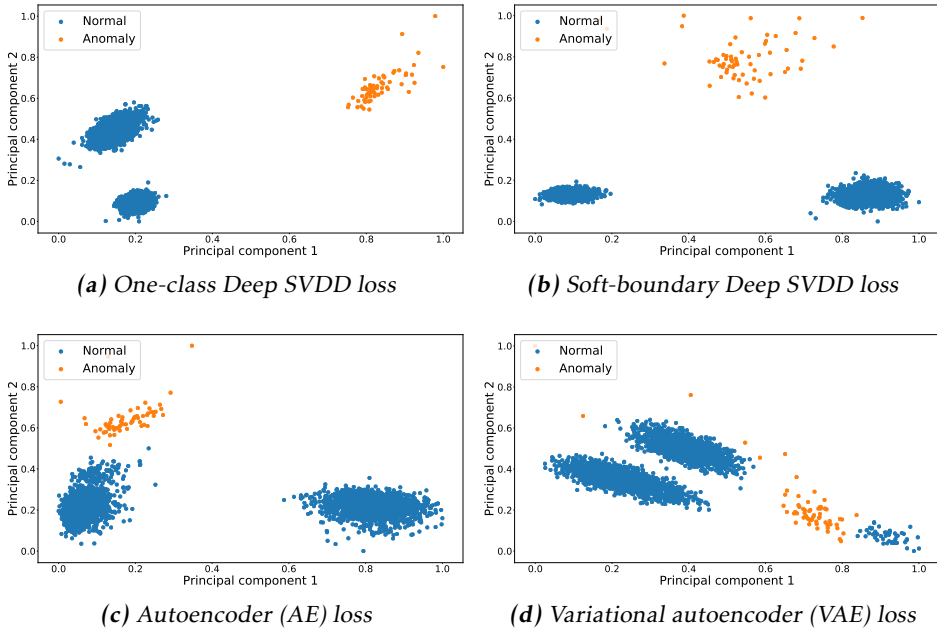 Normal
Anomaly
1.0
0.8
0.6
0.4
0.2
0.0
Principal component 2
0.0 0.2 0.4 0.6 0.8 1.0
Principal component 1
(a) One-class Deep SVDD loss
Normal
Anomaly
1.0
0.8
0.6
0.4
0.2
0.0
Principal component 2
0.0 0.2 0.4 0.6 0.8 1.0
Principal component 1
(b) Soft-boundary Deep SVDD loss
Normal
Anomaly
1.0
0.8
0.6
0.4
0.2
0.0
Principal component 2
0.0 0.2 0.4 0.6 0.8 1.0
Principal component 1
(c) Autoencoder (AE) loss
Normal
Anomaly
1.0
0.8
0.6
0.4
0.2
0.0
Principal component 2
0.0 0.2 0.4 0.6 0.8 1.0
Principal component 1
(d) Variational autoencoder (VAE) loss